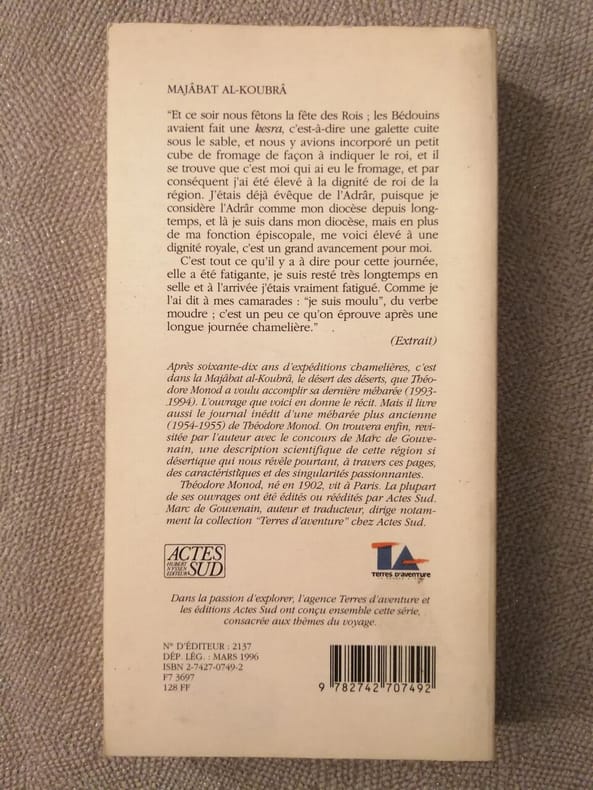 MAJÂBAT AL-KOUBRÂ
"Et ce soir nous fêtons la fête des Rois ; les Bédouins
avaient fait une kesra, c'est-à-dire une galette cuite
sous le sable, et nous y avions incorporé un petit
cube de fromage de façon à indiquer le roi, et il
se trouve que c'est moi qui ai eu le fromage, et par
conséquent j'ai été élevé à la dignité de roi de la
région. J'étais déjà évêque de l'Adrâr, puisque je
considère l'Adrâr comme mon diocèse depuis long-
temps, et là je suis dans mon diocèse, mais en plus
de ma fonction épiscopale, me voici élevé à une
dignité royale, c'est un grand avancement pour moi.
C'est tout ce qu'il y a à dire pour cette journée,
elle a été fatigante, je suis resté très longtemps en
selle et à l'arrivée j'étais vraiment fatigué. Comme je
l'ai dit à mes camarades : "je suis moulu", du verbe
moudre ; c'est un peu ce qu'on éprouve après une
longue journée chamelière."
(Extrait)
Après soixante-dix ans d'expéditions chamelières, c'est
dans la Majâbat al-Koubrâ, le désert des déserts, que Théo-
dore Monod a voulu accomplir sa dernière méharée (1993-
1994). L'ouvrage que voici en donne le récit. Mais il livre
aussi le journal inédit d'une méharée plus ancienne
(1954-1955) de Théodore Monod. On trouvera enfin, revi-
sitée par l'auteur avec le concours de Marc de Gouve-
nain, une description scientifique de cette région si
désertique qui nous révèle pourtant, à travers ces pages,
des caractéristiques et des singularités passionnantes.
Théodore Monod, né en 1902, vit à Paris. La plupart
de ses ouvrages ont été édités ou réédités par Actes Sud.
Marc de Gouvenain, auteur et traducteur, dirige notam-
ment la collection "Terres d'aventure" chez Actes Sud.
ACTES
HUBERT
NYSSEN
EDITEUR
SUD
TA
TERRES D'AVENTURE
Dans la passion d'explorer, l'agence Terres d'aventure et
les éditions Actes Sud ont conçu ensemble cette série,
consacrée aux thèmes du voyage.
N° D'ÉDITEUR : 2137
DÉP. LÉG. : MARS 1996
ISBN 2-7427-0749-2
F7 3697
128 FF
9 782742 707492